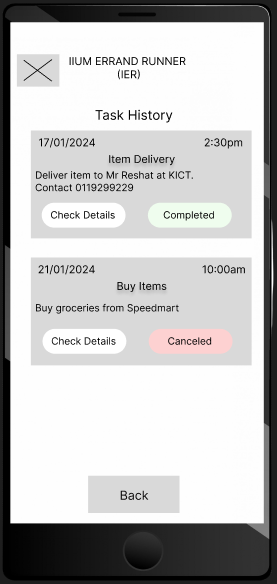 IIUM ERRAND RUNNER
(IER)
Task History
17/01/2024 2:30pm
Item Delivery
Deliver item to Mr Reshat at KICT.
Contact 0119299229
Check Details Completed
21/01/2024 10:00am
Buy Items
Buy groceries from Speedmart
Check Details Canceled
Back